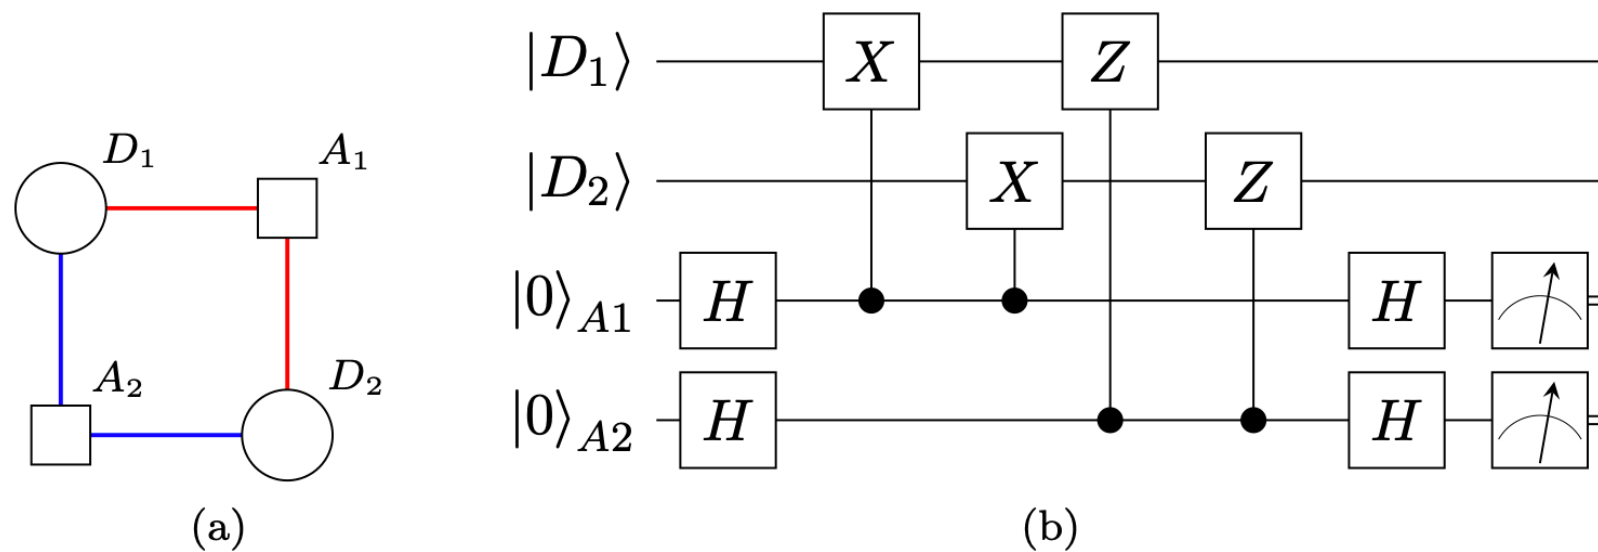 D₁ A₁
A₂ D₂
(a)
|D₁⟩ X Z
|D₂⟩ X Z
|0⟩A1 H H
|0⟩A2 H H
(b)